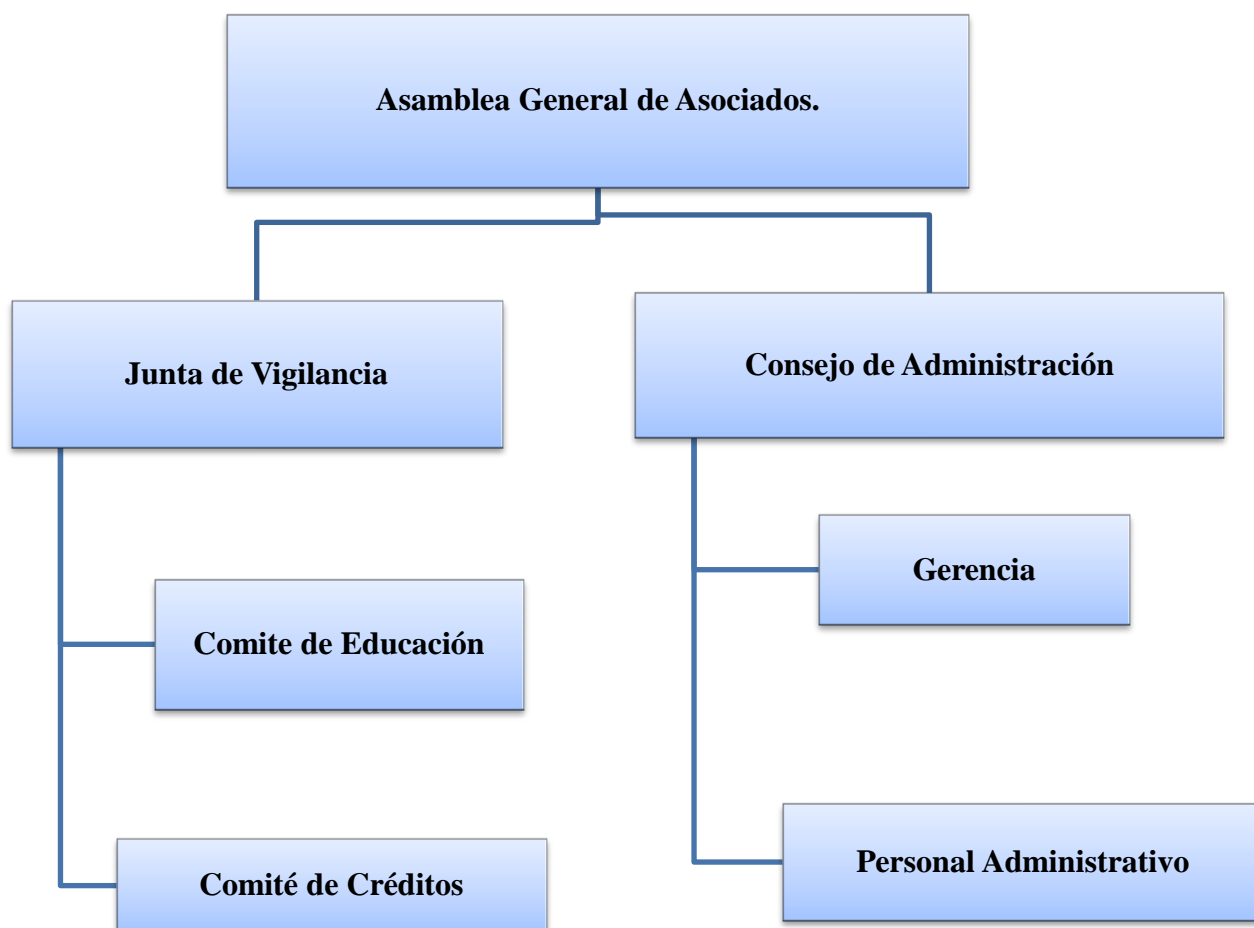 Asamblea General de Asociados.
Junta de Vigilancia
Consejo de Administración
Gerencia
Comite de Educación
Personal Administrativo
Comité de Créditos